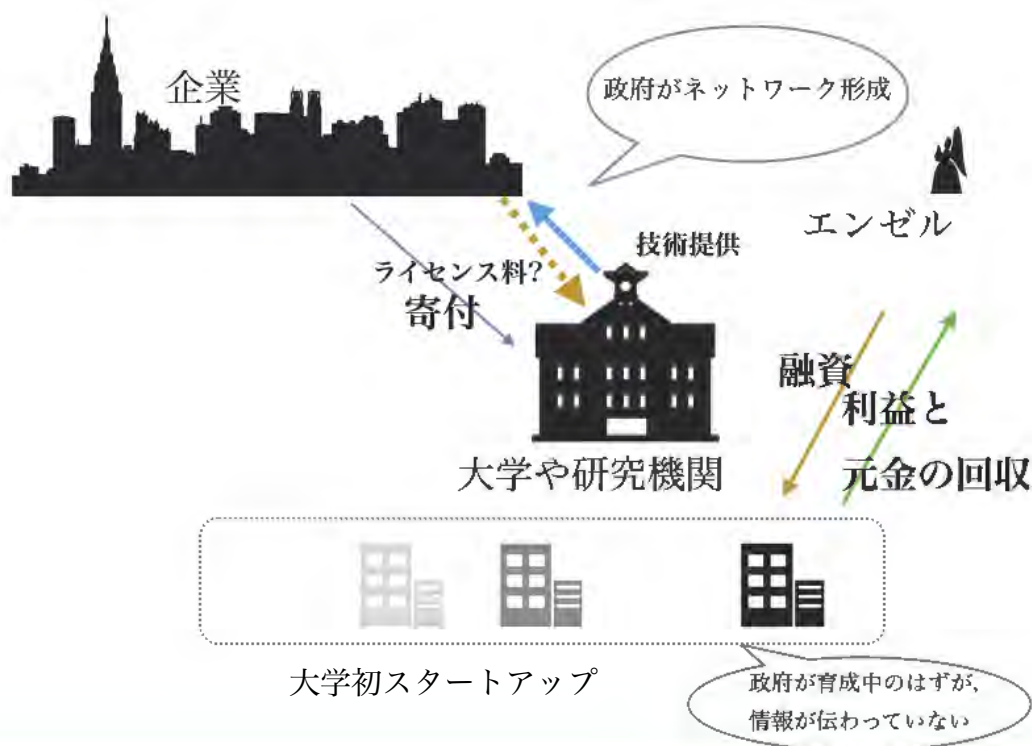 企業
政府がネットワーク形成
エンゼル
技術提供
ライセンス料?
寄付
融資
利益と
元金の回収
大学や研究機関
大学初スタートアップ
政府が育成中のはずが、
情報が伝わっていない